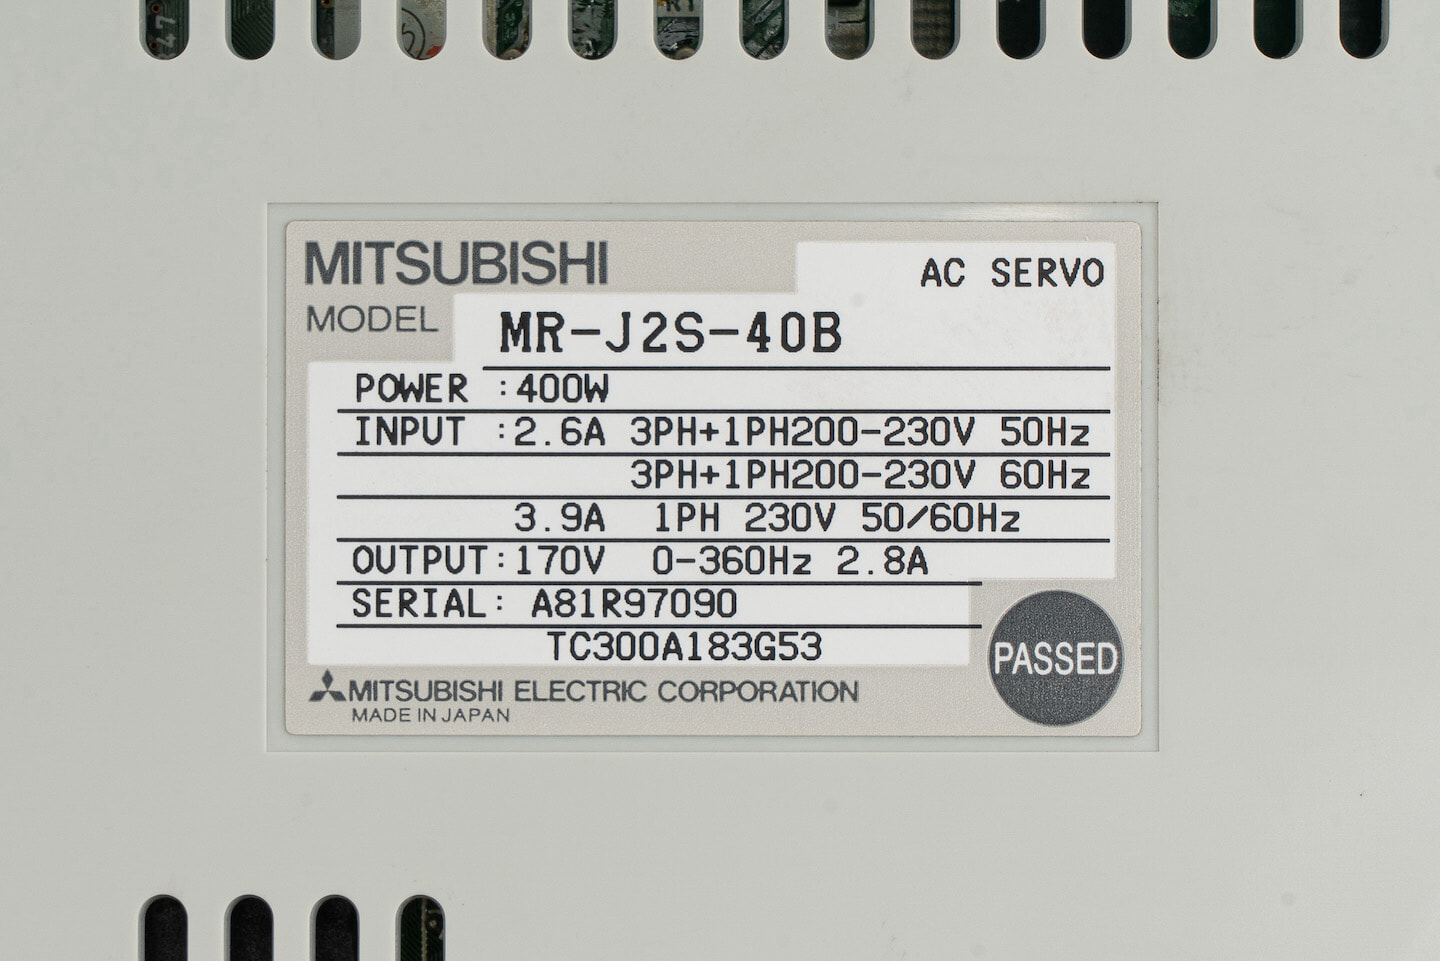 MITSUBISHI
AC SERVO
MODEL MR-J2S-40B
POWER :400W
INPUT :2.6A 3PH+1PH200-230V 50Hz
3PH+1PH200-230V 60Hz
3.9A 1PH 230V 50/60Hz
OUTPUT:170V 0-360Hz 2.8A
SERIAL: A81R97090
TC300A183G53
PASSED
MITSUBISHI ELECTRIC CORPORATION
MADE IN JAPAN